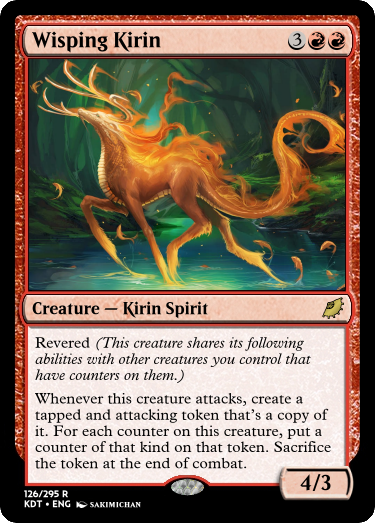 Wisping Kirin 3
Creature — Kirin Spirit
Revered (This creature shares its following
abilities with other creatures you control that
have counters on them.)
Whenever this creature attacks, create a
tapped and attacking token that's a copy of
it. For each counter on this creature, put a
counter of that kind on that token. Sacrifice
the token at the end of combat.
4/3
126/295 R
KDT • ENG SAKIMICHAN